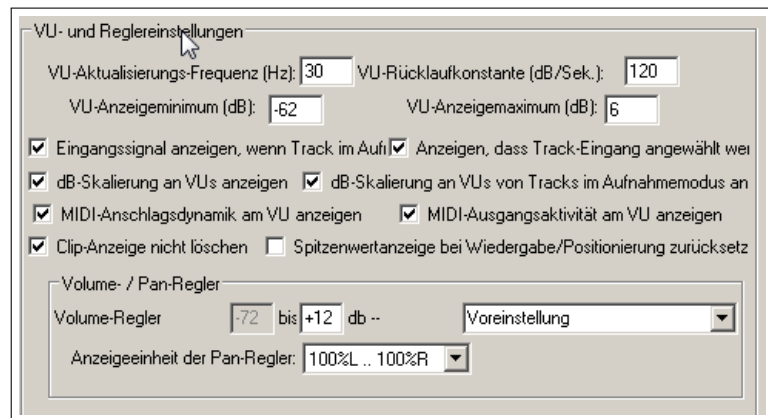 VU- und Reglereinstellungen
VU-Aktualisierungs-Frequenz (Hz): 30 VU-Rücklaufkonstante (dB/Sek.): 120
VU-Anzeigeminimum (dB): -62 VU-Anzeigemaximum (dB): 6
Eingangssignal anzeigen, wenn Track im Aufr Anzeigen, dass Track-Eingang angewählt wer
dB-Skalierung an VUs anzeigen dB-Skalierung an VUs von Tracks im Aufnahmemodus an
MIDI-Anschlagsdynamik am VU anzeigen MIDI-Ausgangsaktivität am VU anzeigen
Clip-Anzeige nicht löschen Spitzenwertanzeige bei Wiedergabe/Positionierung zurücksetz
Volume- / Pan-Regler
Volume-Regler -72 bis +12 db -- Voreinstellung
Anzeigeeinheit der Pan-Regler: 100%L .. 100%R